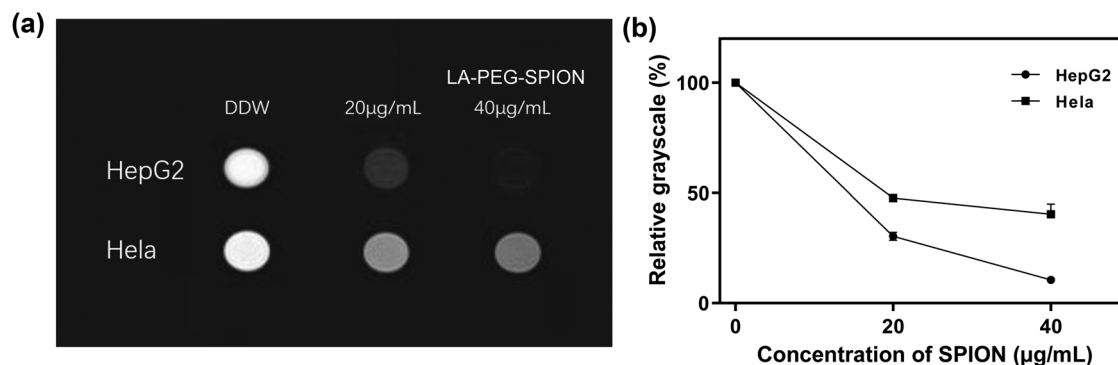 (a)
LA-PEG-SPION
DDW 20μg/mL 40μg/mL
HepG2
Hela
(b)
Relative grayscale (%)
100
50
0
0 20 40
Concentration of SPION (μg/mL)
HepG2
Hela